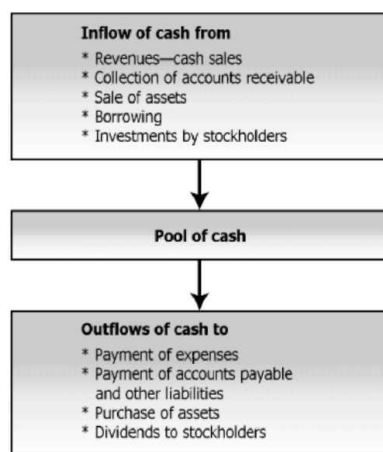 Inflow of cash from
* Revenues—cash sales
* Collection of accounts receivable
* Sale of assets
* Borrowing
* Investments by stockholders
Pool of cash
Outflows of cash to
* Payment of expenses
* Payment of accounts payable
and other liabilities
* Purchase of assets
* Dividends to stockholders